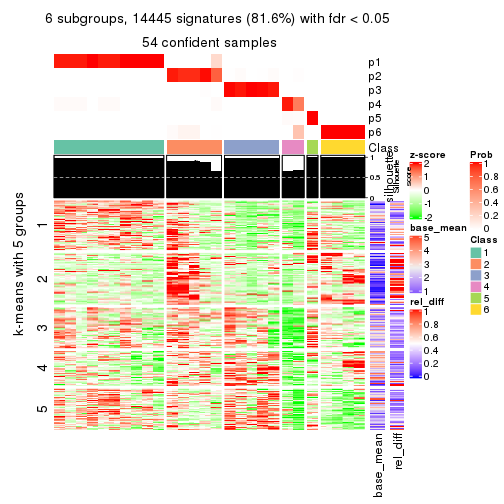 6 subgroups, 14445 signatures (81.6%) with fdr < 0.05
54 confident samples
p1
p2
p3
p4
p5
p6
Class
1
0.5
0
silhouette
Silhouette
score
k-means with 5 groups
1
2
3
4
5
base_mean
rel_diff
z-score
2
1
0
-1
-2
base_mean
5
4
3
2
1
rel_diff
1
0.8
0.6
0.4
0.2
0
Prob
1
0.8
0.6
0.4
0.2
0
Class
1
2
3
4
5
6